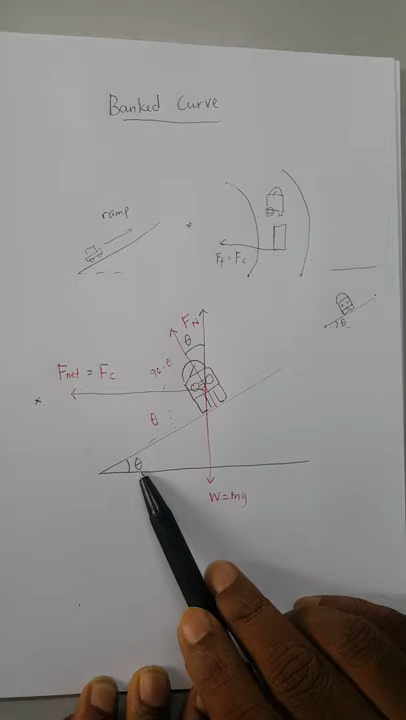 Banked Curve
ramp
Ff = Fc
θ
FN
θ
Fnet = Fc
90-θ
θ
θ
W=mg